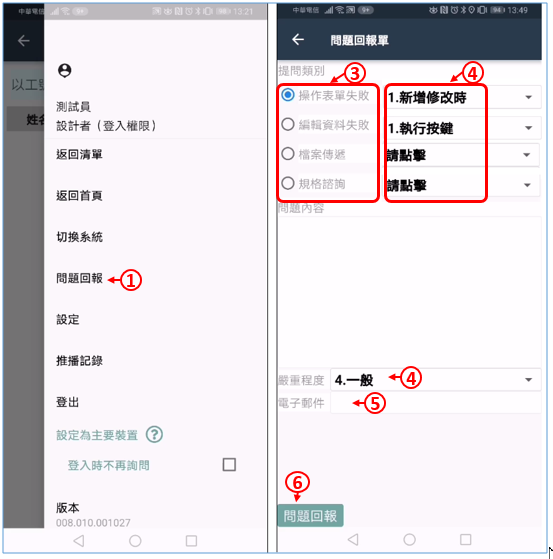 中華電信 9+ 13:21
以工
姓名
測試員
設計者（登入權限）
返回清單
返回首頁
切換系統
問題回報 1
設定
推播記錄
登出
設定為主要裝置 ?
登入時不再詢問
版本
008.010.001027
中華電信 9+ 94 13:49
問題回報單
提問類別
3 4
操作表單失敗 1.新增修改時
編輯資料失敗 1.執行按鍵
檔案傳遞 請點擊
規格諮詢 請點擊
問題內容
嚴重程度 4.一般 4
電子郵件 5
6
問題回報